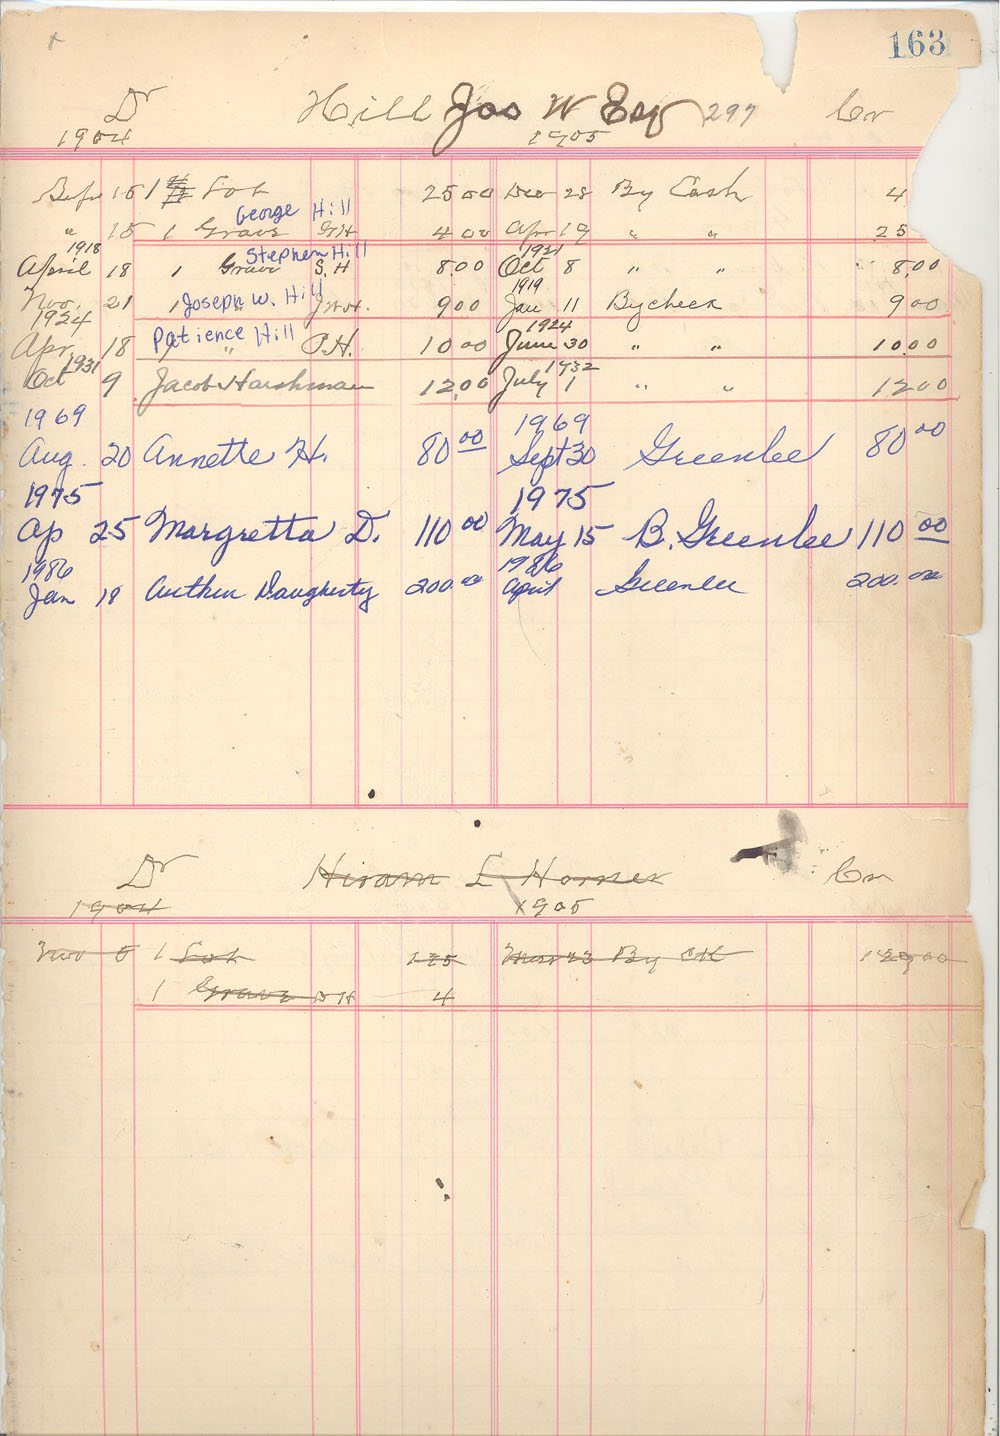 163
Dr Hill Jos W Esq 297 Cr
1904 1905
15 1 Lot 25 00 Dec 28 By Cash 4
George Hill
" 15 1 Grave GH 4 00 Apr 19 " " 25
1918 Stephen Hill 1921
April 18 1 Grave S.H 8.00 Oct 8 " " 8.00
1919
Nov. 21 1 Joseph W. Hill J.W.H. 9 00 Jan 11 By check 9 00
1924 Patience Hill 1924
Apr 18 1 " P.H. 10 00 June 30 " " 10.00
1931 1932
Oct 9 Jacob Harshman 12.00 July 1 " " 12 00
1969 1969
Aug. 20 Annette H. 80 00 Sept 30 Greenlee 80 00
1975 1975
Ap 25 Margretta D. 110 00 May 15 B. Greenlee 110 00
1986 1986
Jan 18 Arthur Daugherty 200.00 April Greenlee 200.00
Dr Hiram L Horner Cr
1904 1905
Nov 5 1 Lot 125 23 By CK 129 00
1 Grave H 4